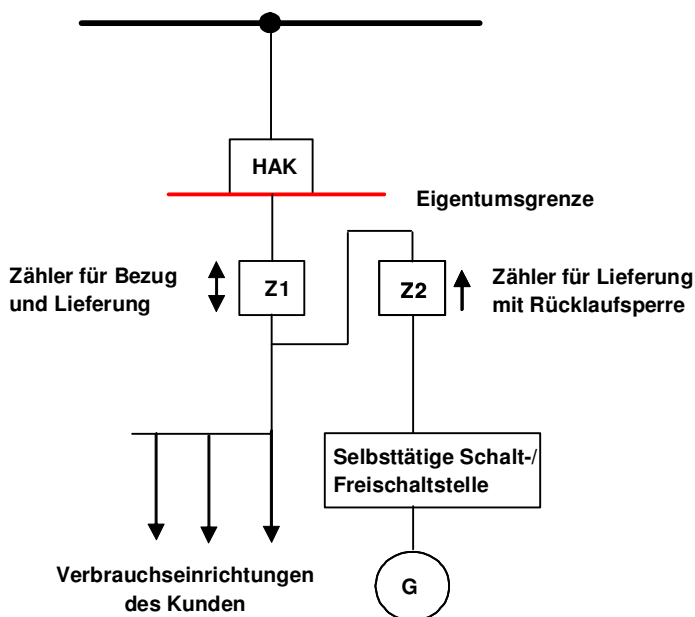 HAK
Eigentumsgrenze
Zähler für Bezug
und Lieferung
Z1
Z2
Zähler für Lieferung
mit Rücklaufsperre
Selbsttätige Schalt-/
Freischaltstelle
Verbrauchseinrichtungen
des Kunden
G